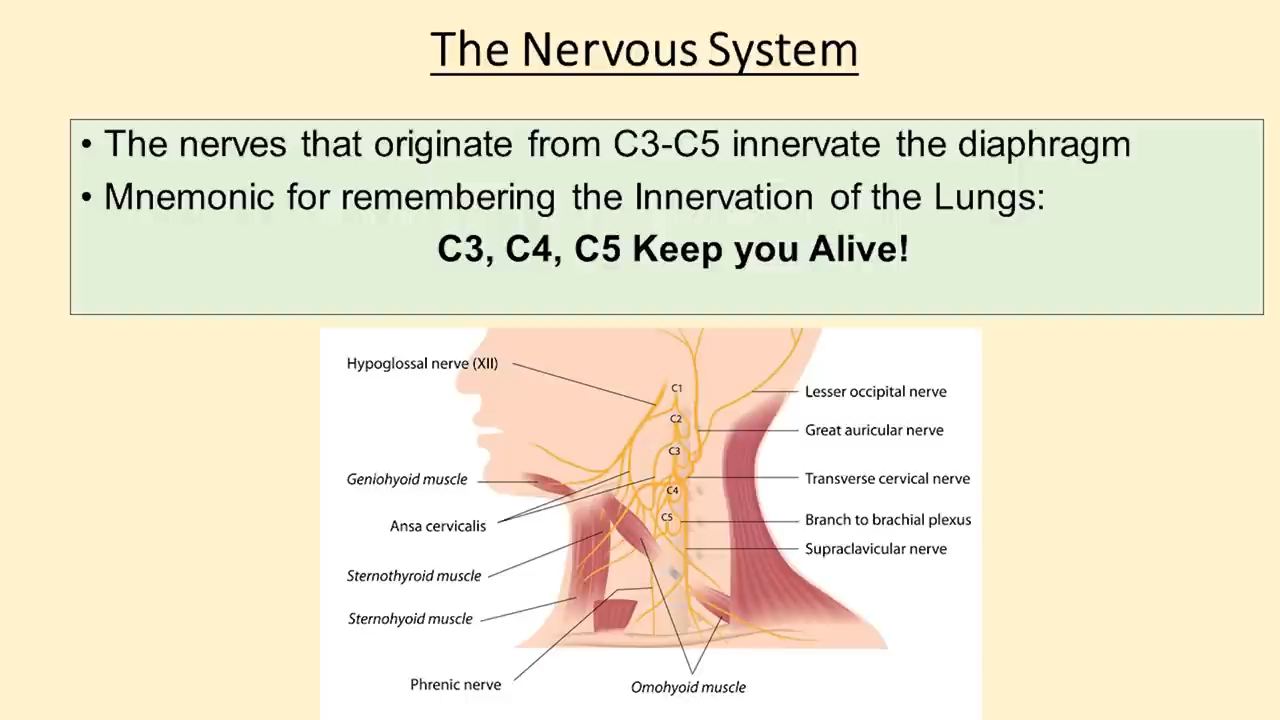 The Nervous System
• The nerves that originate from C3-C5 innervate the diaphragm
• Mnemonic for remembering the Innervation of the Lungs:
C3, C4, C5 Keep you Alive!
Hypoglossal nerve (XII)
C1
Lesser occipital nerve
C2
Great auricular nerve
C3
Geniohyoid muscle
Transverse cervical nerve
C4
Ansa cervicalis
C5
Branch to brachial plexus
Supraclavicular nerve
Sternothyroid muscle
Sternohyoid muscle
Phrenic nerve
Omohyoid muscle